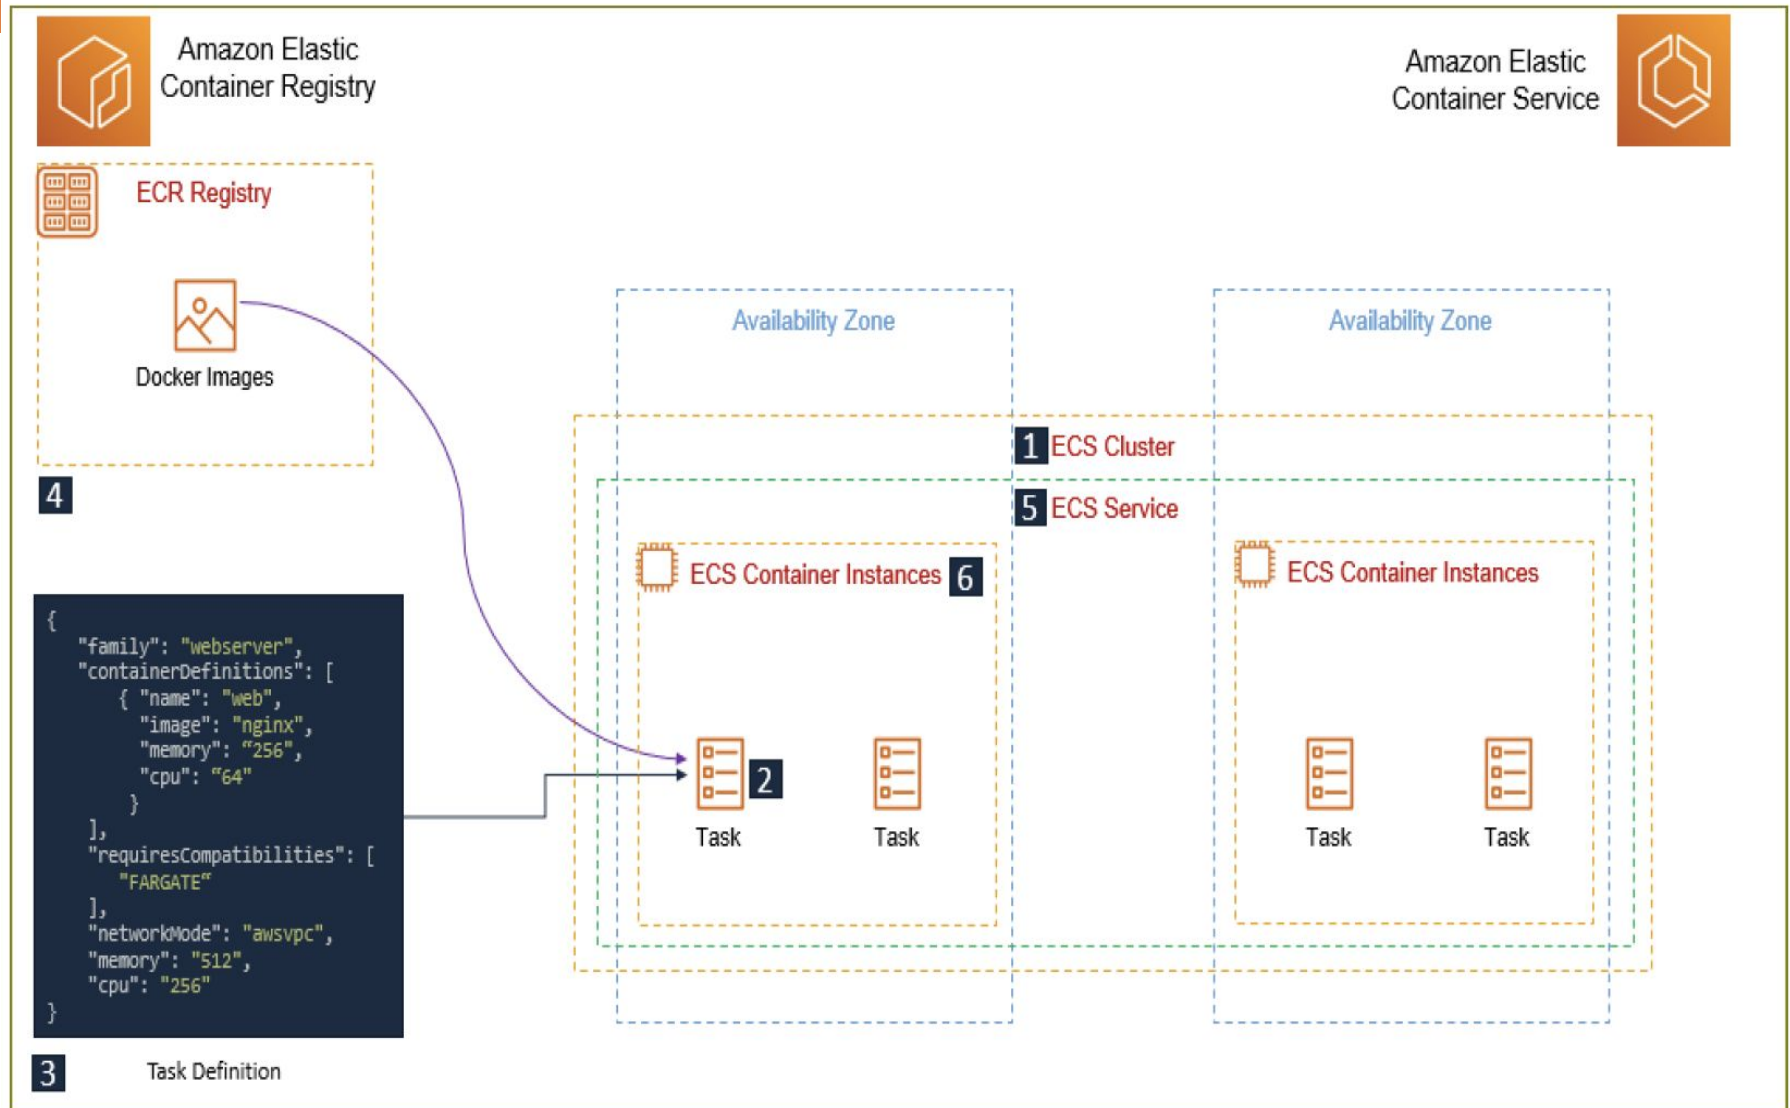 Amazon Elastic
Container Registry
Amazon Elastic
Container Service
ECR Registry
Docker Images
4
Availability Zone
Availability Zone
1 ECS Cluster
5 ECS Service
ECS Container Instances 6
ECS Container Instances
2
Task
Task
Task
Task
{
"family": "webserver",
"containerDefinitions": [
{ "name": "web",
"image": "nginx",
"memory": “256",
"cpu": “64"
}
],
"requiresCompatibilities": [
"FARGATE“
],
"networkMode": "awsvpc",
"memory": "512",
"cpu": "256"
}
3 Task Definition